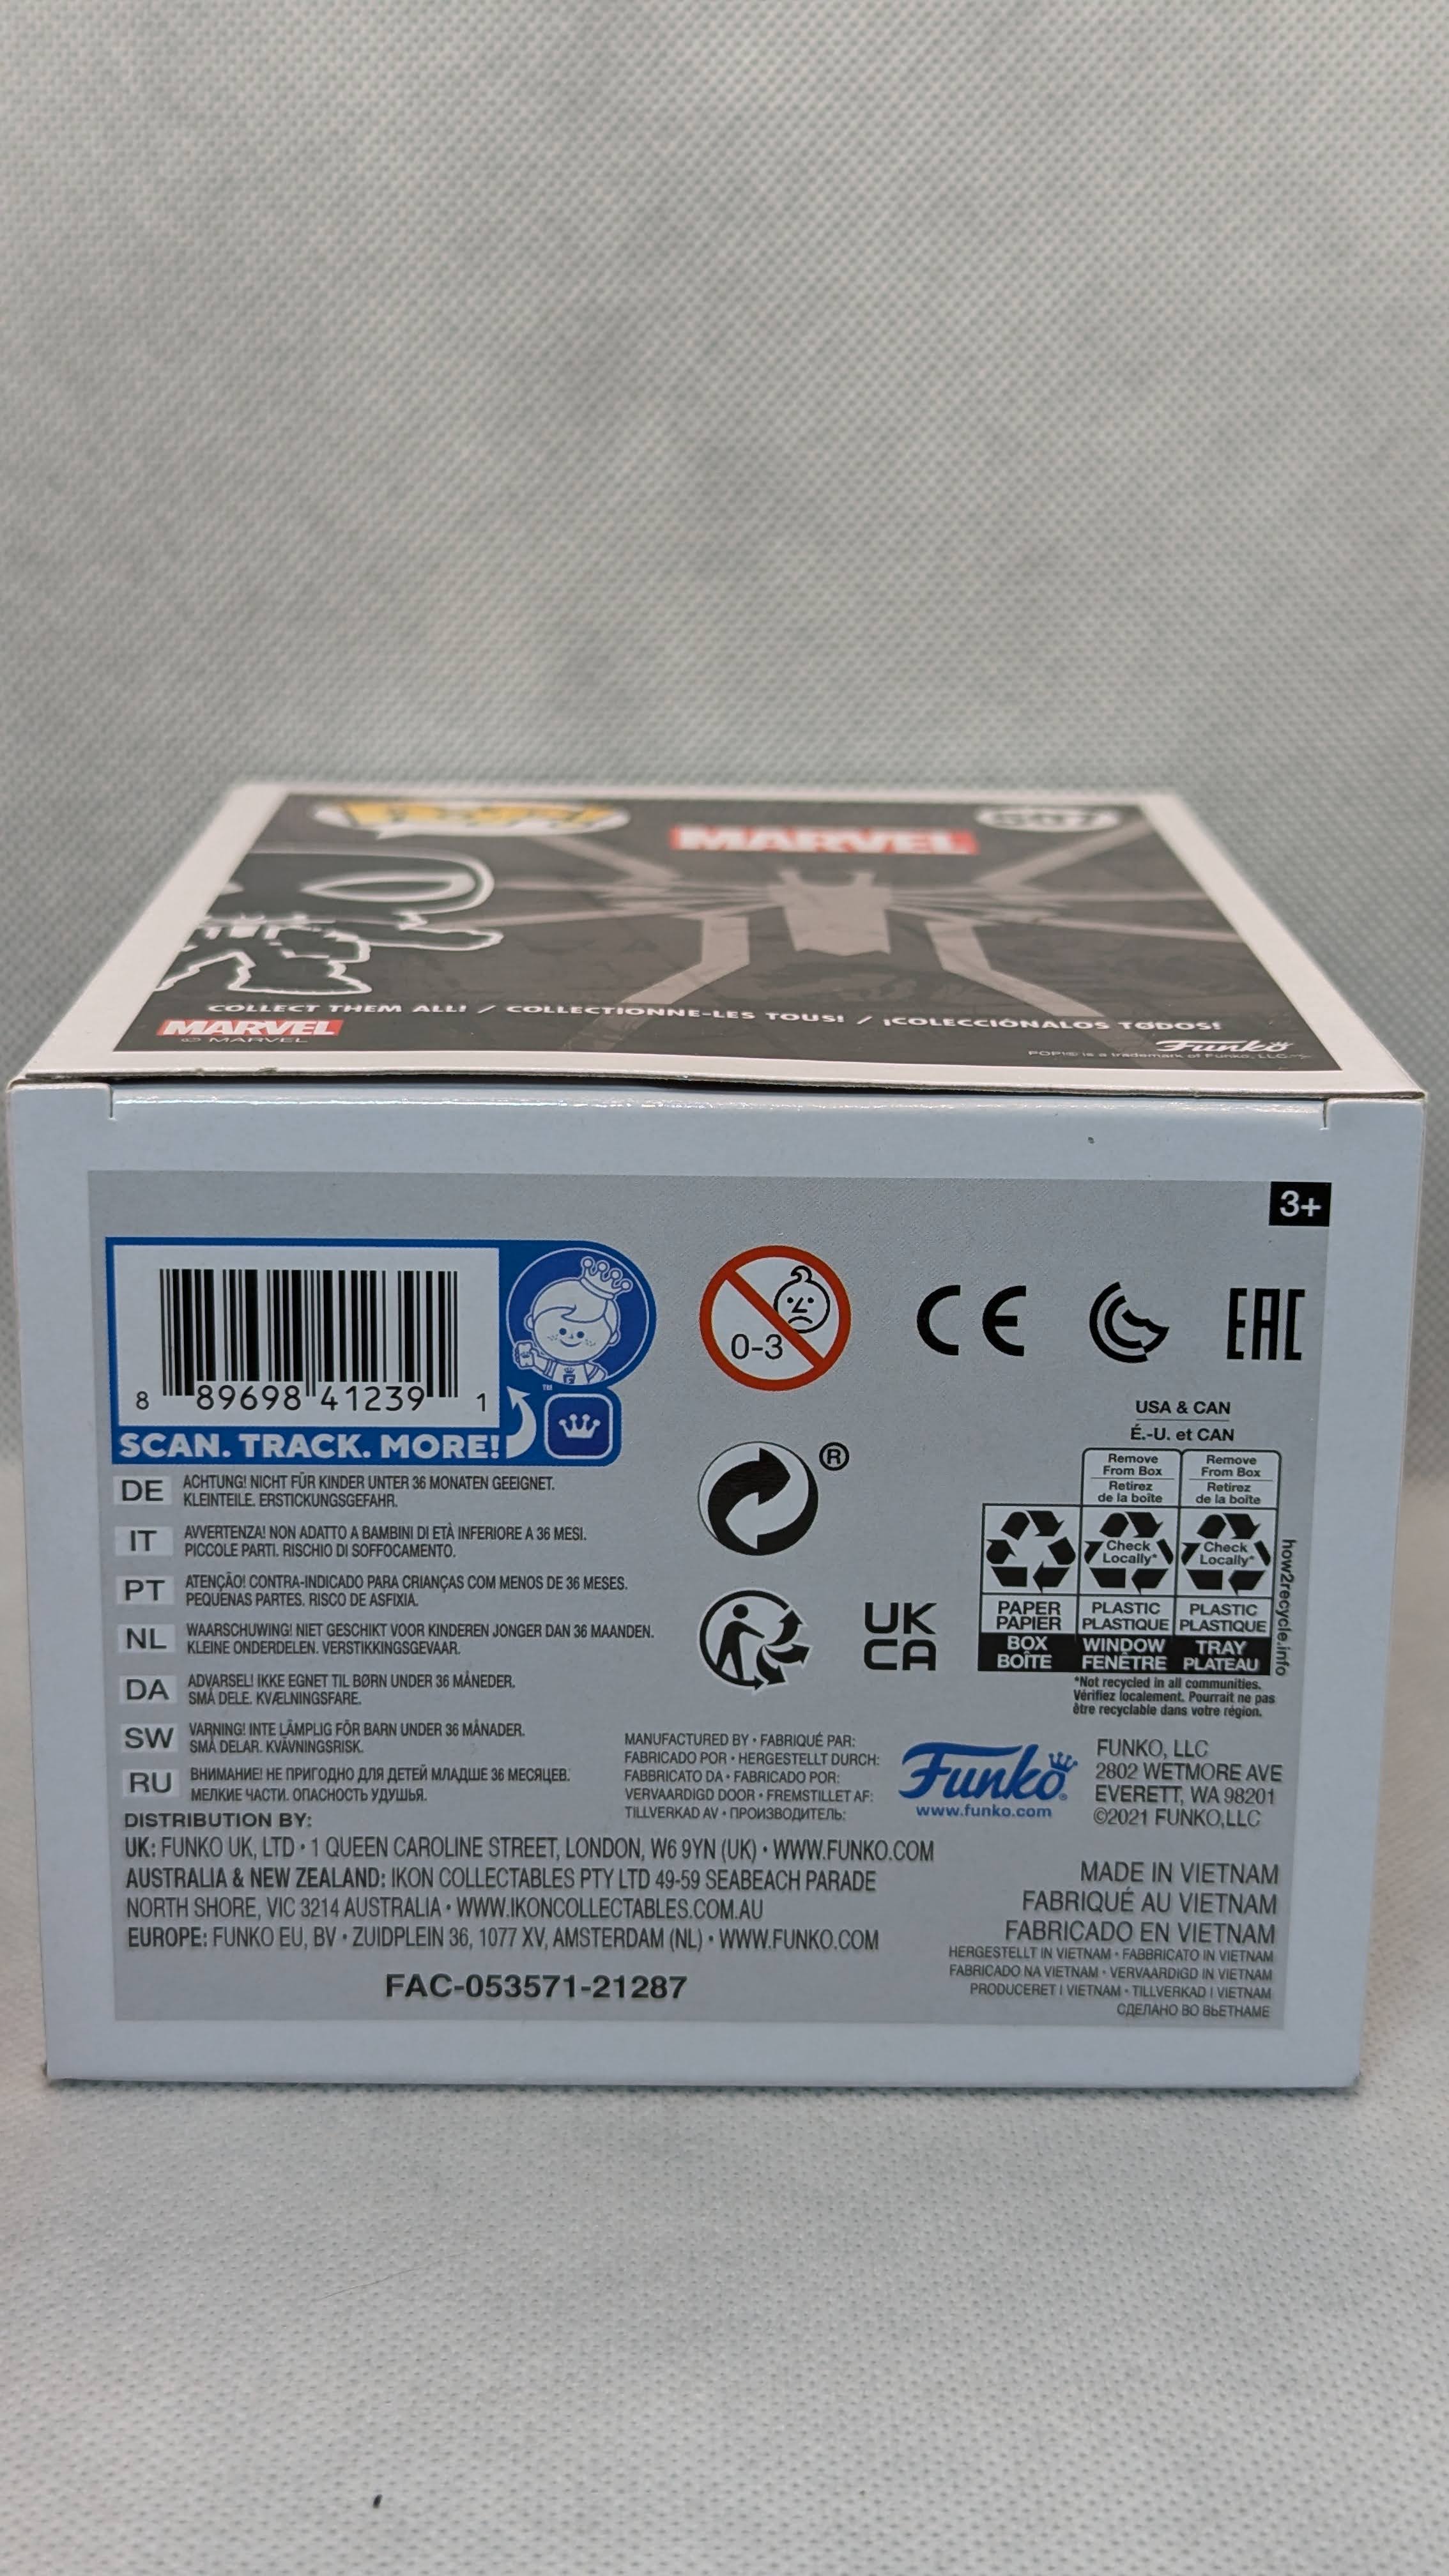 MARVEL
COLLECT THEM ALL! / COLLECTIONNE-LES TOUS! / ¡COLECCIÓNALOS TODOS!
MARVEL
© MARVEL
Funko
POP!® is a trademark of Funko, LLC
3+
8 89698 41239 1
SCAN. TRACK. MORE!
TM
0-3
CE
EAC
USA & CAN
É.-U. et CAN
Remove From Box
Retirez de la boîte
Remove From Box
Retirez de la boîte
Check Locally*
Check Locally*
PAPER PAPIER
PLASTIC PLASTIQUE
PLASTIC PLASTIQUE
BOX BOÎTE
WINDOW FENÊTRE
TRAY PLATEAU
how2recycle.info
*Not recycled in all communities.
Vérifiez localement. Pourrait ne pas
être recyclable dans votre région.
®
UK
CA
DE ACHTUNG! NICHT FÜR KINDER UNTER 36 MONATEN GEEIGNET.
KLEINTEILE. ERSTICKUNGSGEFAHR.
IT AVVERTENZA! NON ADATTO A BAMBINI DI ETÀ INFERIORE A 36 MESI.
PICCOLE PARTI. RISCHIO DI SOFFOCAMENTO.
PT ATENÇÃO! CONTRA-INDICADO PARA CRIANÇAS COM MENOS DE 36 MESES.
PEQUENAS PARTES. RISCO DE ASFIXIA.
NL WAARSCHUWING! NIET GESCHIKT VOOR KINDEREN JONGER DAN 36 MAANDEN.
KLEINE ONDERDELEN. VERSTIKKINGSGEVAAR.
DA ADVARSEL! IKKE EGNET TIL BØRN UNDER 36 MÅNEDER.
SMÅ DELE. KVÆLNINGSFARE.
SW VARNING! INTE LÄMPLIG FÖR BARN UNDER 36 MÅNADER.
SMÅ DELAR. KVÄVNINGSRISK.
RU ВНИМАНИЕ! НЕ ПРИГОДНО ДЛЯ ДЕТЕЙ МЛАДШЕ 36 МЕСЯЦЕВ.
МЕЛКИЕ ЧАСТИ. ОПАСНОСТЬ УДУШЬЯ.
MANUFACTURED BY • FABRIQUÉ PAR:
FABRICADO POR • HERGESTELLT DURCH:
FABBRICATO DA • FABRICADO POR:
VERVAARDIGD DOOR • FREMSTILLET AF:
TILLVERKAD AV • ПРОИЗВОДИТЕЛЬ:
Funko®
www.funko.com
FUNKO, LLC
2802 WETMORE AVE
EVERETT, WA 98201
©2021 FUNKO,LLC
DISTRIBUTION BY:
UK: FUNKO UK, LTD • 1 QUEEN CAROLINE STREET, LONDON, W6 9YN (UK) • WWW.FUNKO.COM
AUSTRALIA & NEW ZEALAND: IKON COLLECTABLES PTY LTD 49-59 SEABEACH PARADE
NORTH SHORE, VIC 3214 AUSTRALIA • WWW.IKONCOLLECTABLES.COM.AU
EUROPE: FUNKO EU, BV • ZUIDPLEIN 36, 1077 XV, AMSTERDAM (NL) • WWW.FUNKO.COM
FAC-053571-21287
MADE IN VIETNAM
FABRIQUÉ AU VIETNAM
FABRICADO EN VIETNAM
HERGESTELLT IN VIETNAM • FABBRICATO IN VIETNAM
FABRICADO NA VIETNAM • VERVAARDIGD IN VIETNAM
PRODUCERET I VIETNAM • TILLVERKAD I VIETNAM
СДЕЛАНО ВО ВЬЕТНАМЕ